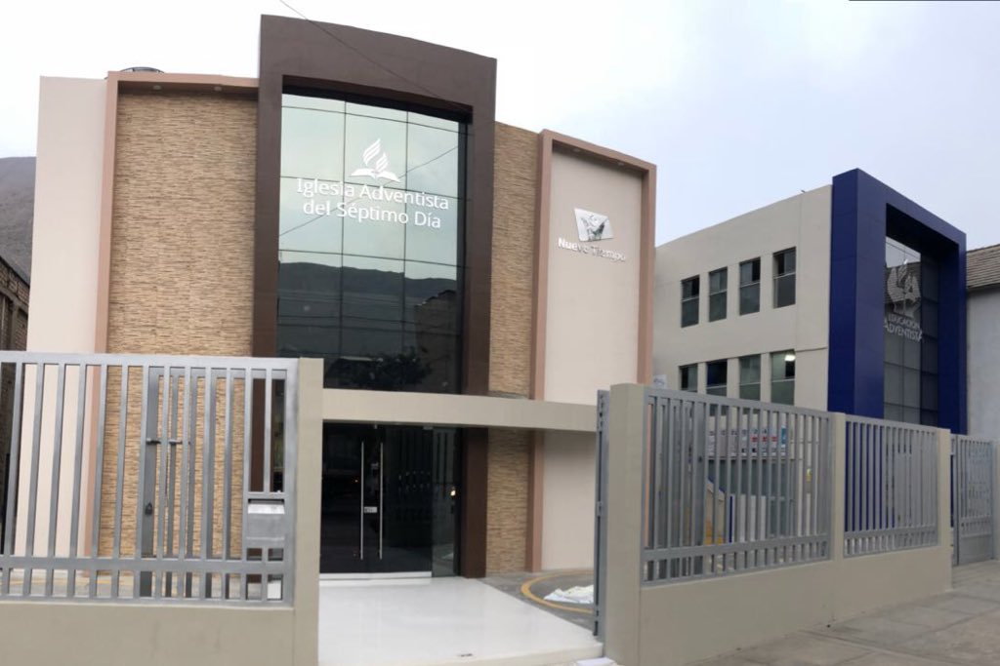 Iglesia Adventista
del Séptimo Día
Nuevo Tiempo
EDUCACIÓN
ADVENTISTA